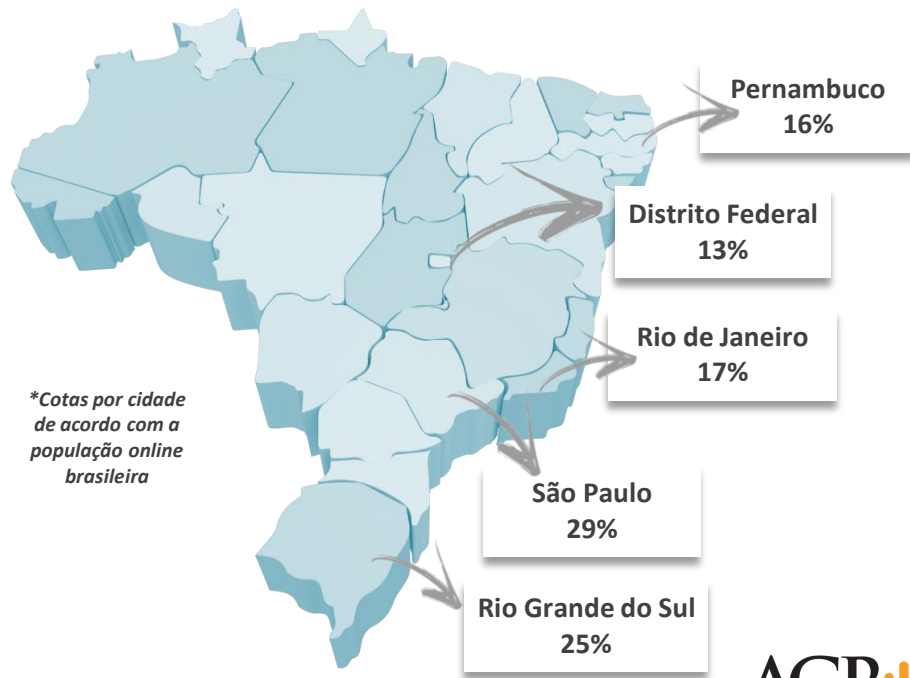 Pernambuco
16%
Distrito Federal
13%
Rio de Janeiro
17%
*Cotas por cidade
de acordo com a
população online
brasileira
São Paulo
29%
Rio Grande do Sul
25%